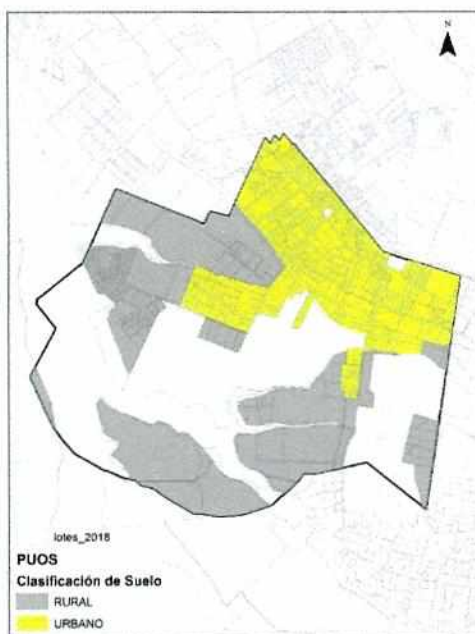 N
lotes_2018
PUOS
Clasificación de Suelo
RURAL
URBANO